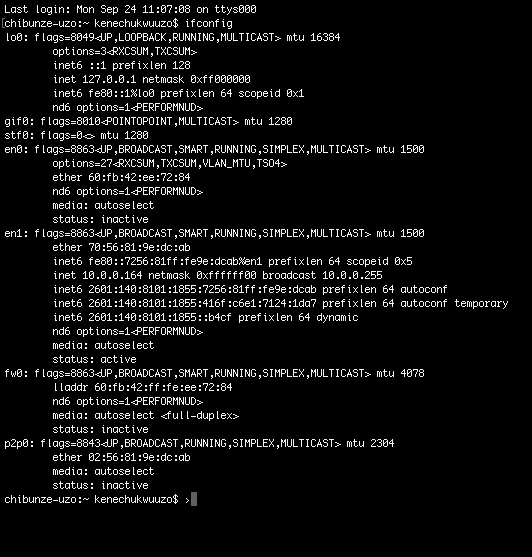 Last login: Mon Sep 24 11:07:08 on ttys000
chibunze-uzo:~ kenechukwuuzo$ ifconfig
lo0: flags=8049<UP,LOOPBACK,RUNNING,MULTICAST> mtu 16384
options=3<RXCSUM,TXCSUM>
inet6 ::1 prefixlen 128
inet 127.0.0.1 netmask 0xff000000
inet6 fe80::1%lo0 prefixlen 64 scopeid 0x1
nd6 options=1<PERFORMNUD>
gif0: flags=8010<POINTOPOINT,MULTICAST> mtu 1280
stf0: flags=0<> mtu 1280
en0: flags=8863<UP,BROADCAST,SMART,RUNNING,SIMPLEX,MULTICAST> mtu 1500
options=27<RXCSUM,TXCSUM,VLAN_MTU,TSO4>
ether 60:fb:42:ee:72:84
nd6 options=1<PERFORMNUD>
media: autoselect
status: inactive
en1: flags=8863<UP,BROADCAST,SMART,RUNNING,SIMPLEX,MULTICAST> mtu 1500
ether 70:56:81:9e:dc:ab
inet6 fe80::7256:81ff:fe9e:dcab%en1 prefixlen 64 scopeid 0x5
inet 10.0.0.164 netmask 0xffffff00 broadcast 10.0.0.255
inet6 2601:140:8101:1855:7256:81ff:fe9e:dcab prefixlen 64 autoconf
inet6 2601:140:8101:1855:416f:c6e1:7124:1da7 prefixlen 64 autoconf temporary
inet6 2601:140:8101:1855::b4cf prefixlen 64 dynamic
nd6 options=1<PERFORMNUD>
media: autoselect
status: active
fw0: flags=8863<UP,BROADCAST,SMART,RUNNING,SIMPLEX,MULTICAST> mtu 4078
lladdr 60:fb:42:ff:fe:ee:72:84
nd6 options=1<PERFORMNUD>
media: autoselect <full-duplex>
status: inactive
p2p0: flags=8843<UP,BROADCAST,RUNNING,SIMPLEX,MULTICAST> mtu 2304
ether 02:56:81:9e:dc:ab
media: autoselect
status: inactive
chibunze-uzo:~ kenechukwuuzo$ >